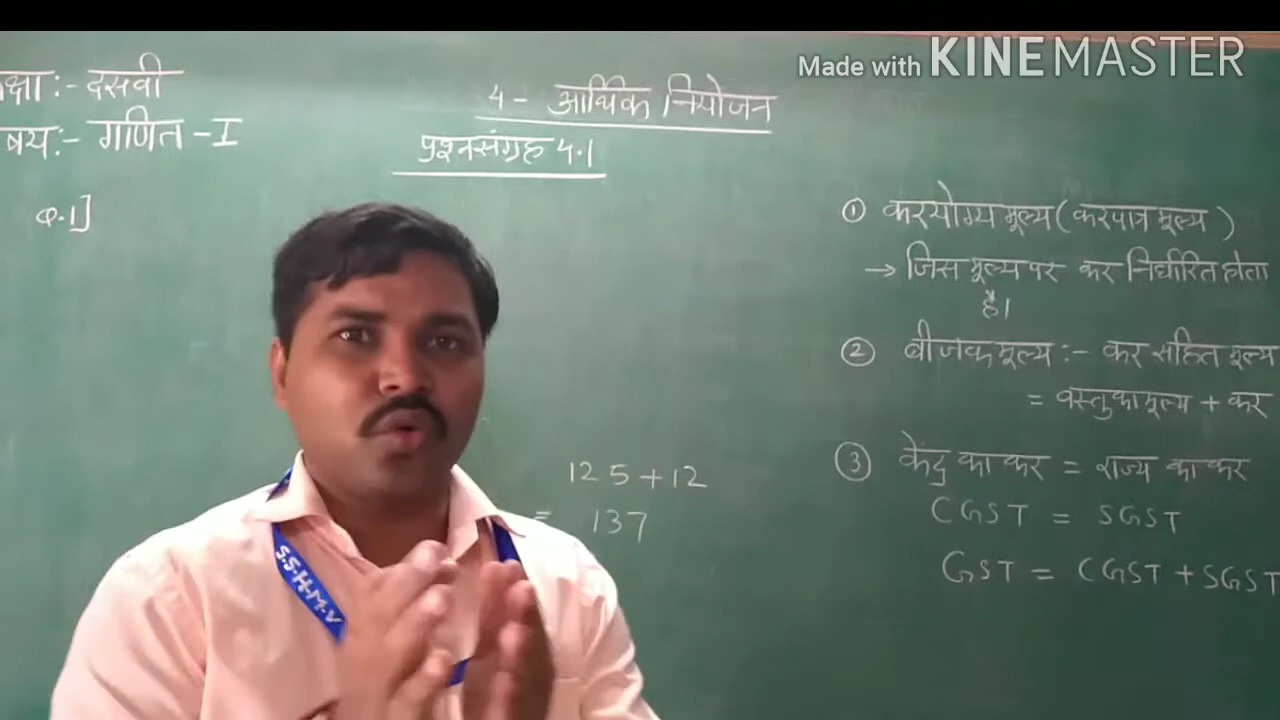 Made with KINEMASTER
क्षा:- दसवी
षय:- गणित - I
4 - आर्थिक नियोजन
प्रश्नसंग्रह 4.1
Q.1]
① करयोग्य मूल्य ( करपात्र मूल्य )
→ जिस मूल्य पर कर निर्धारित होता
है।
② बीजक मूल्य :- कर सहित मूल्य
= वस्तु का मूल्य + कर
③ केंद्र का कर = राज्य का कर
CGST = SGST
GST = CGST + SGST
125 + 12
= 137
S.S.H.M.V